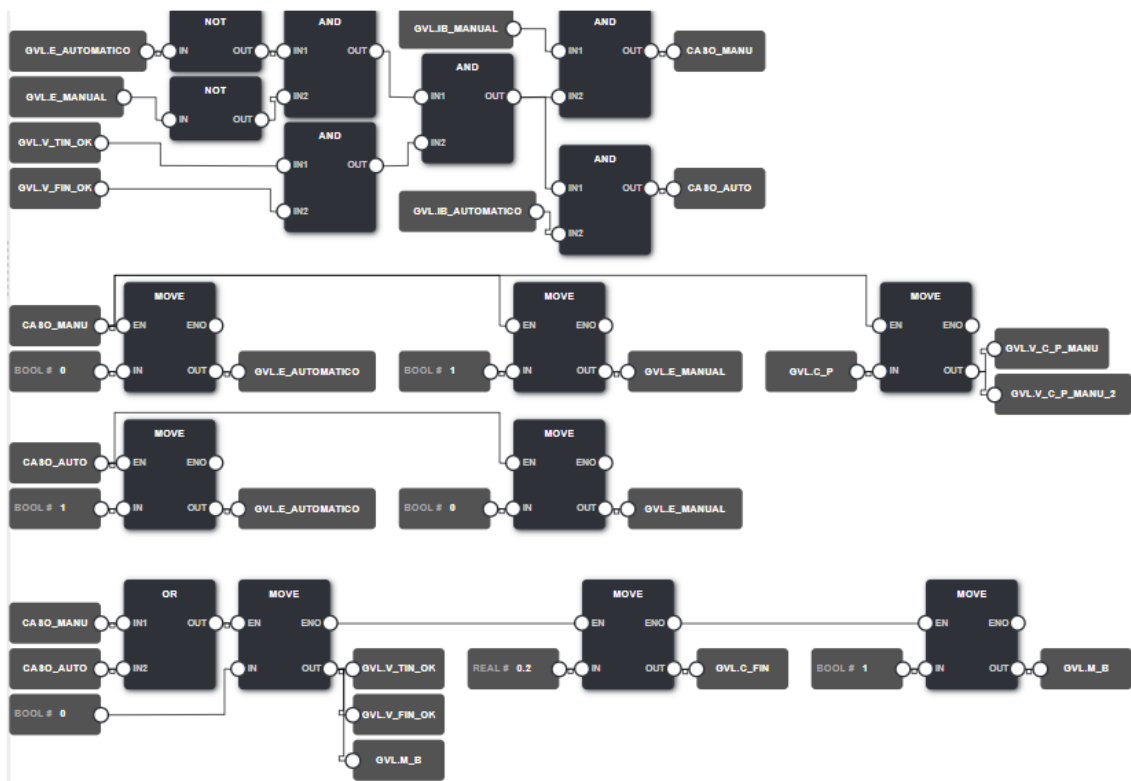 NOT
AND
GVL.IB_MANUAL
AND
GVL.E_AUTOMATICO
IN OUT
IN1 OUT
IN1 OUT
CASO_MANU
AND
NOT
GVL.E_MANUAL
IN2
IN1 OUT
IN2
IN OUT
AND
GVL.V_TIN_OK
IN2
IN1 OUT
AND
GVL.V_FIN_OK
IN1 OUT
CASO_AUTO
IN2
GVL.IB_AUTOMATICO
IN2
MOVE
MOVE
MOVE
CASO_MANU
EN ENO
EN ENO
EN ENO
GVL.V_C_P_MANU
BOOL # 0
IN OUT
GVL.E_AUTOMATICO
BOOL # 1
IN OUT
GVL.E_MANUAL
GVL.C_P
IN OUT
GVL.V_C_P_MANU_2
MOVE
MOVE
CASO_AUTO
EN ENO
EN ENO
BOOL # 1
IN OUT
GVL.E_AUTOMATICO
BOOL # 0
IN OUT
GVL.E_MANUAL
OR
MOVE
MOVE
MOVE
CASO_MANU
IN1 OUT
EN ENO
EN ENO
EN ENO
CASO_AUTO
IN2
IN OUT
GVL.V_TIN_OK
REAL # 0.2
IN OUT
GVL.C_FIN
BOOL # 1
IN OUT
GVL.M_B
BOOL # 0
GVL.V_FIN_OK
GVL.M_B